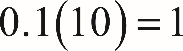 0.1(10) = 1